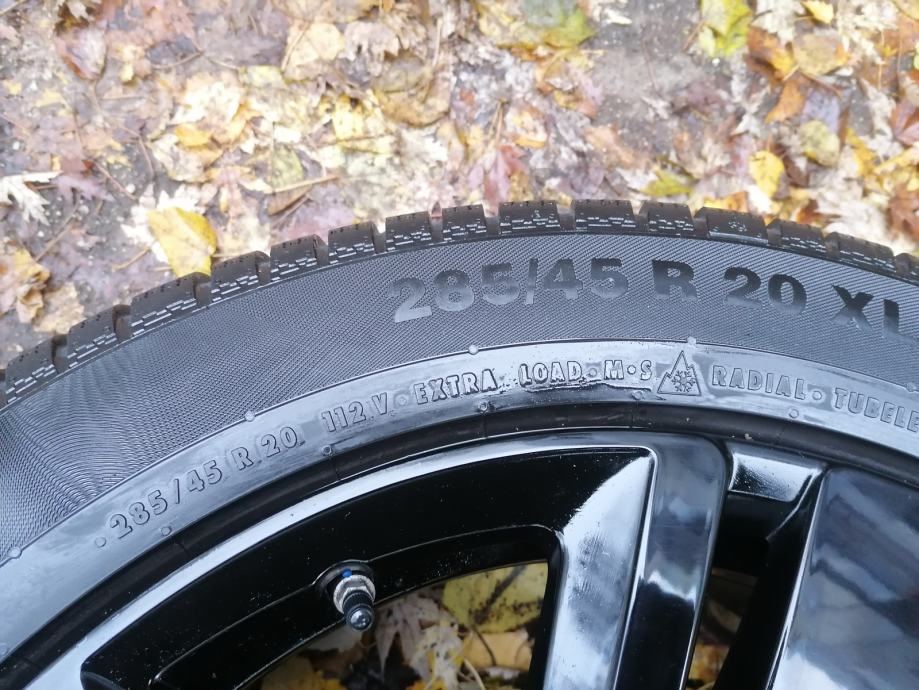 285/45 R 20 XL
285/45 R 20 112 V · EXTRA LOAD · M·S RADIAL · TUBELE